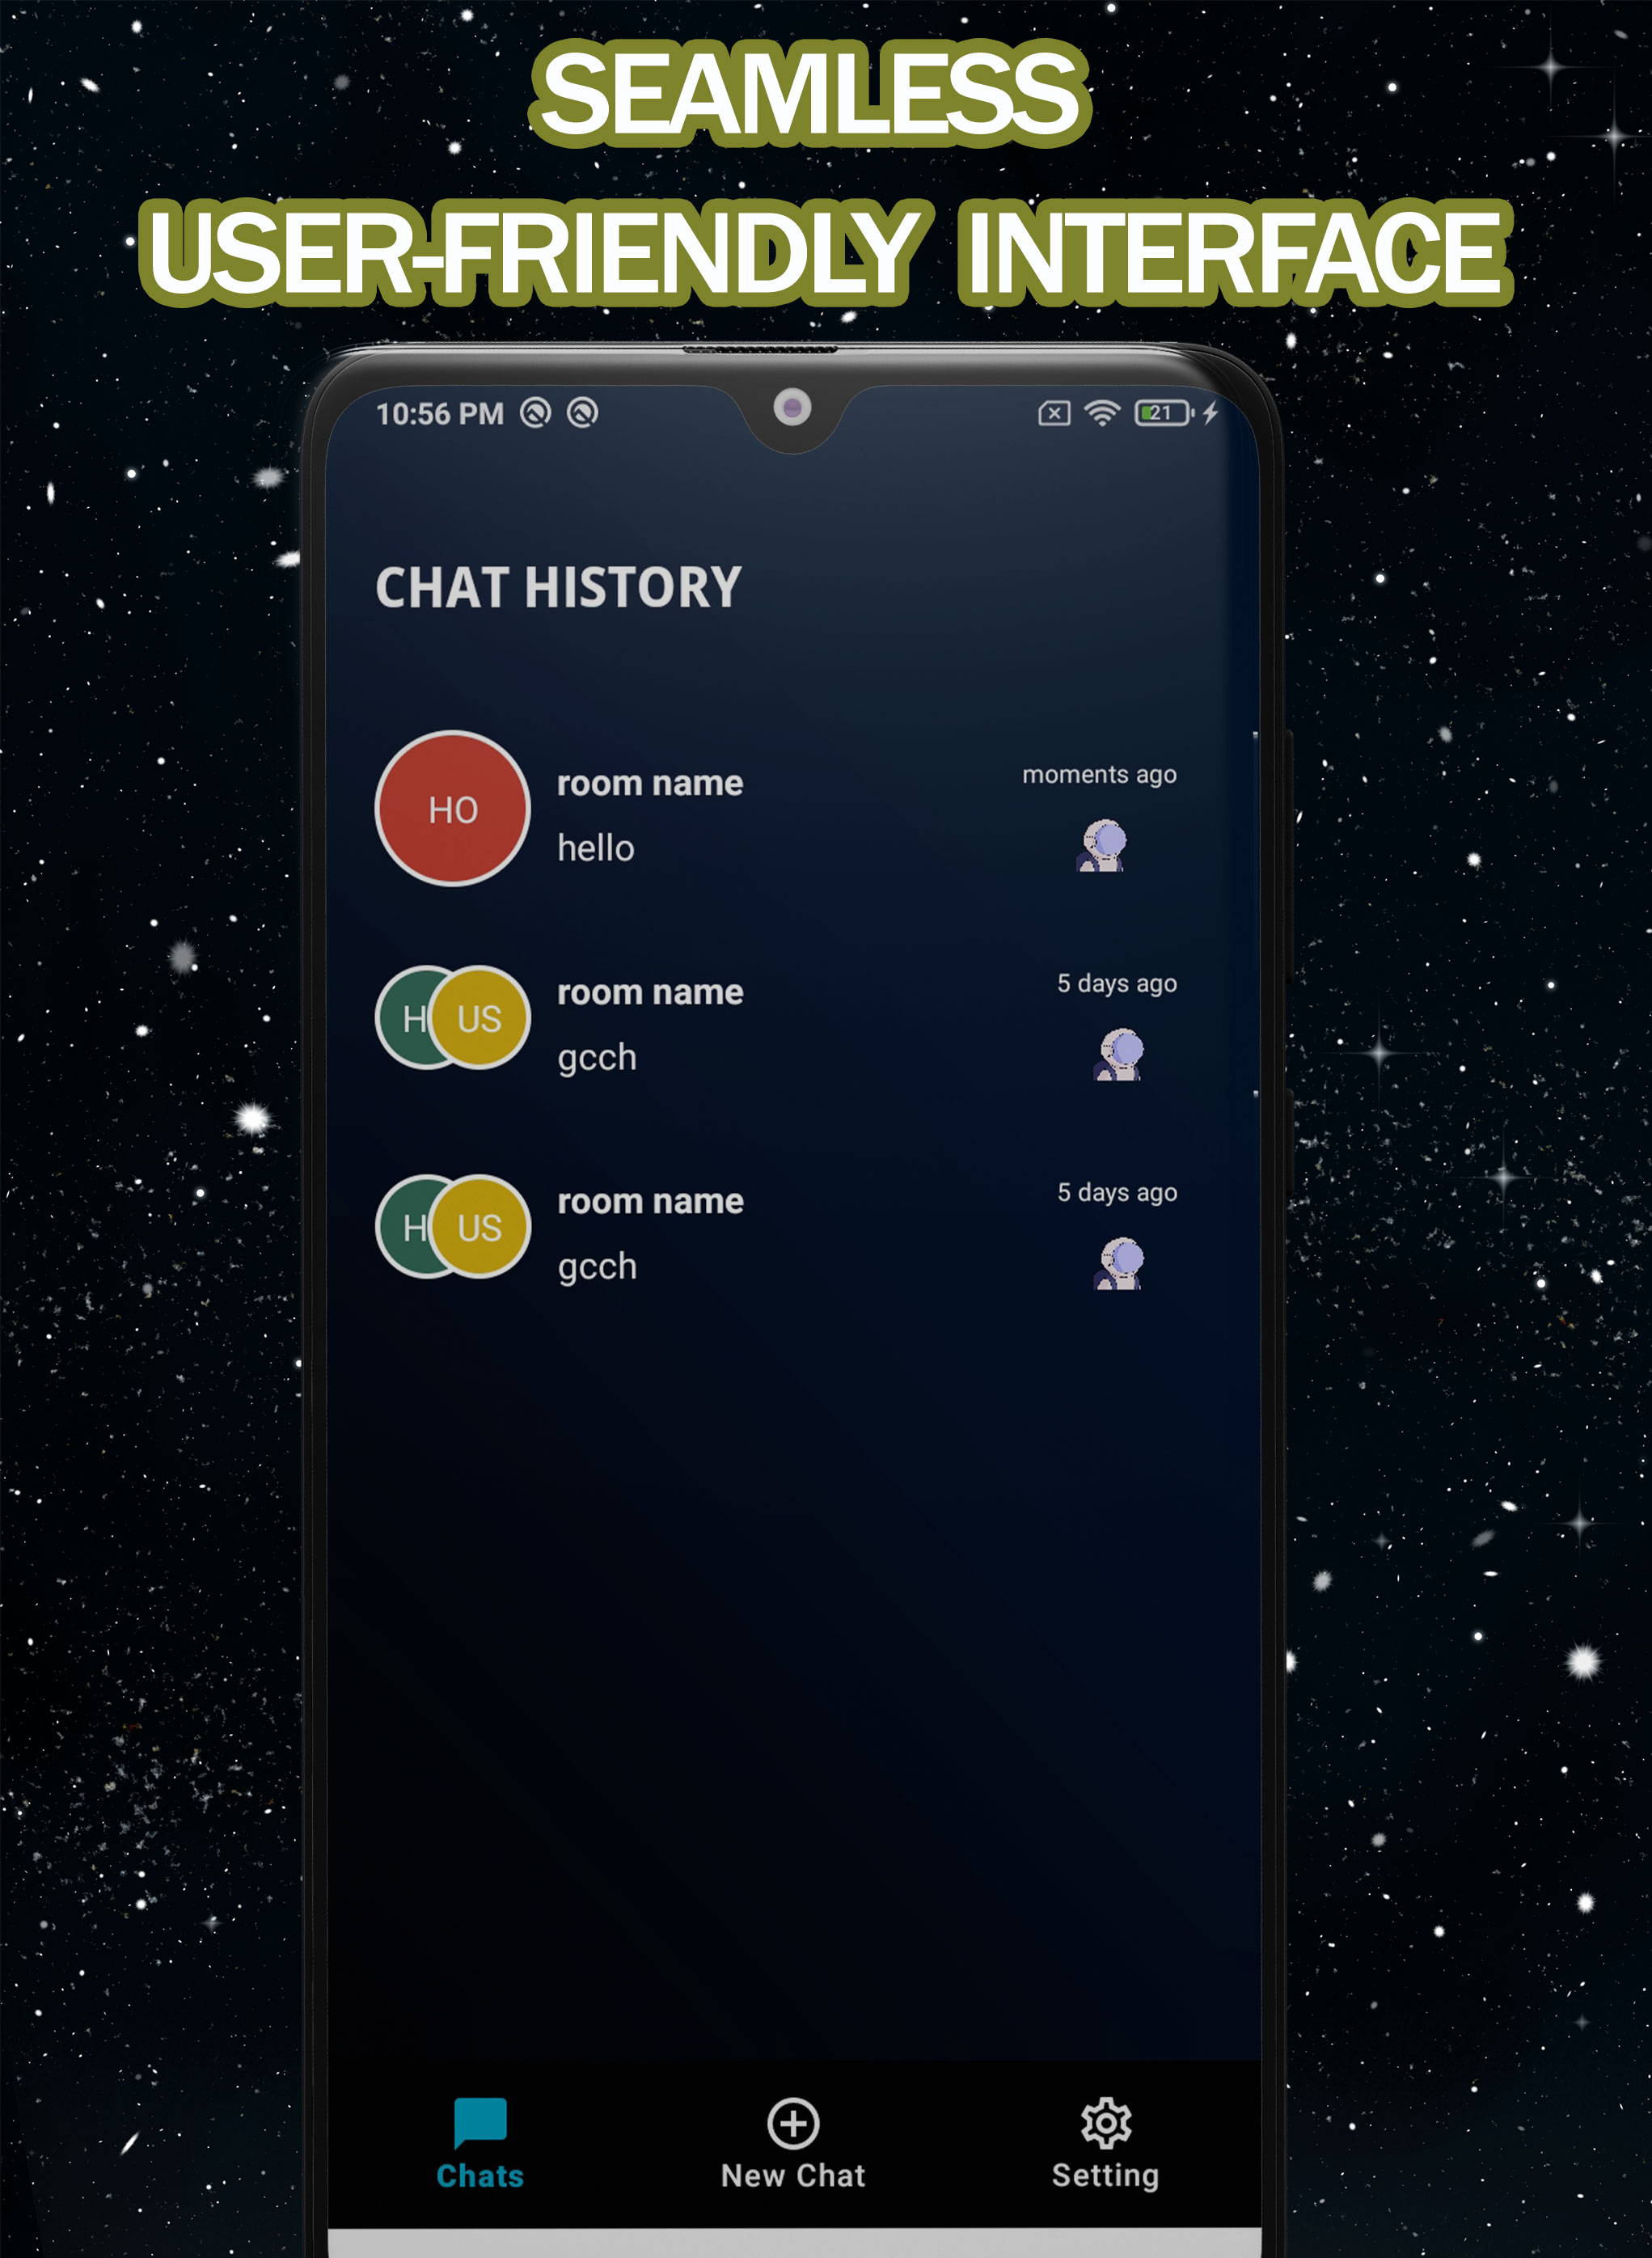 SEAMLESS
USER-FRIENDLY INTERFACE
10:56 PM
21
CHAT HISTORY
HO
room name
moments ago
hello
H
US
room name
5 days ago
gcch
H
US
room name
5 days ago
gcch
Chats
New Chat
Setting